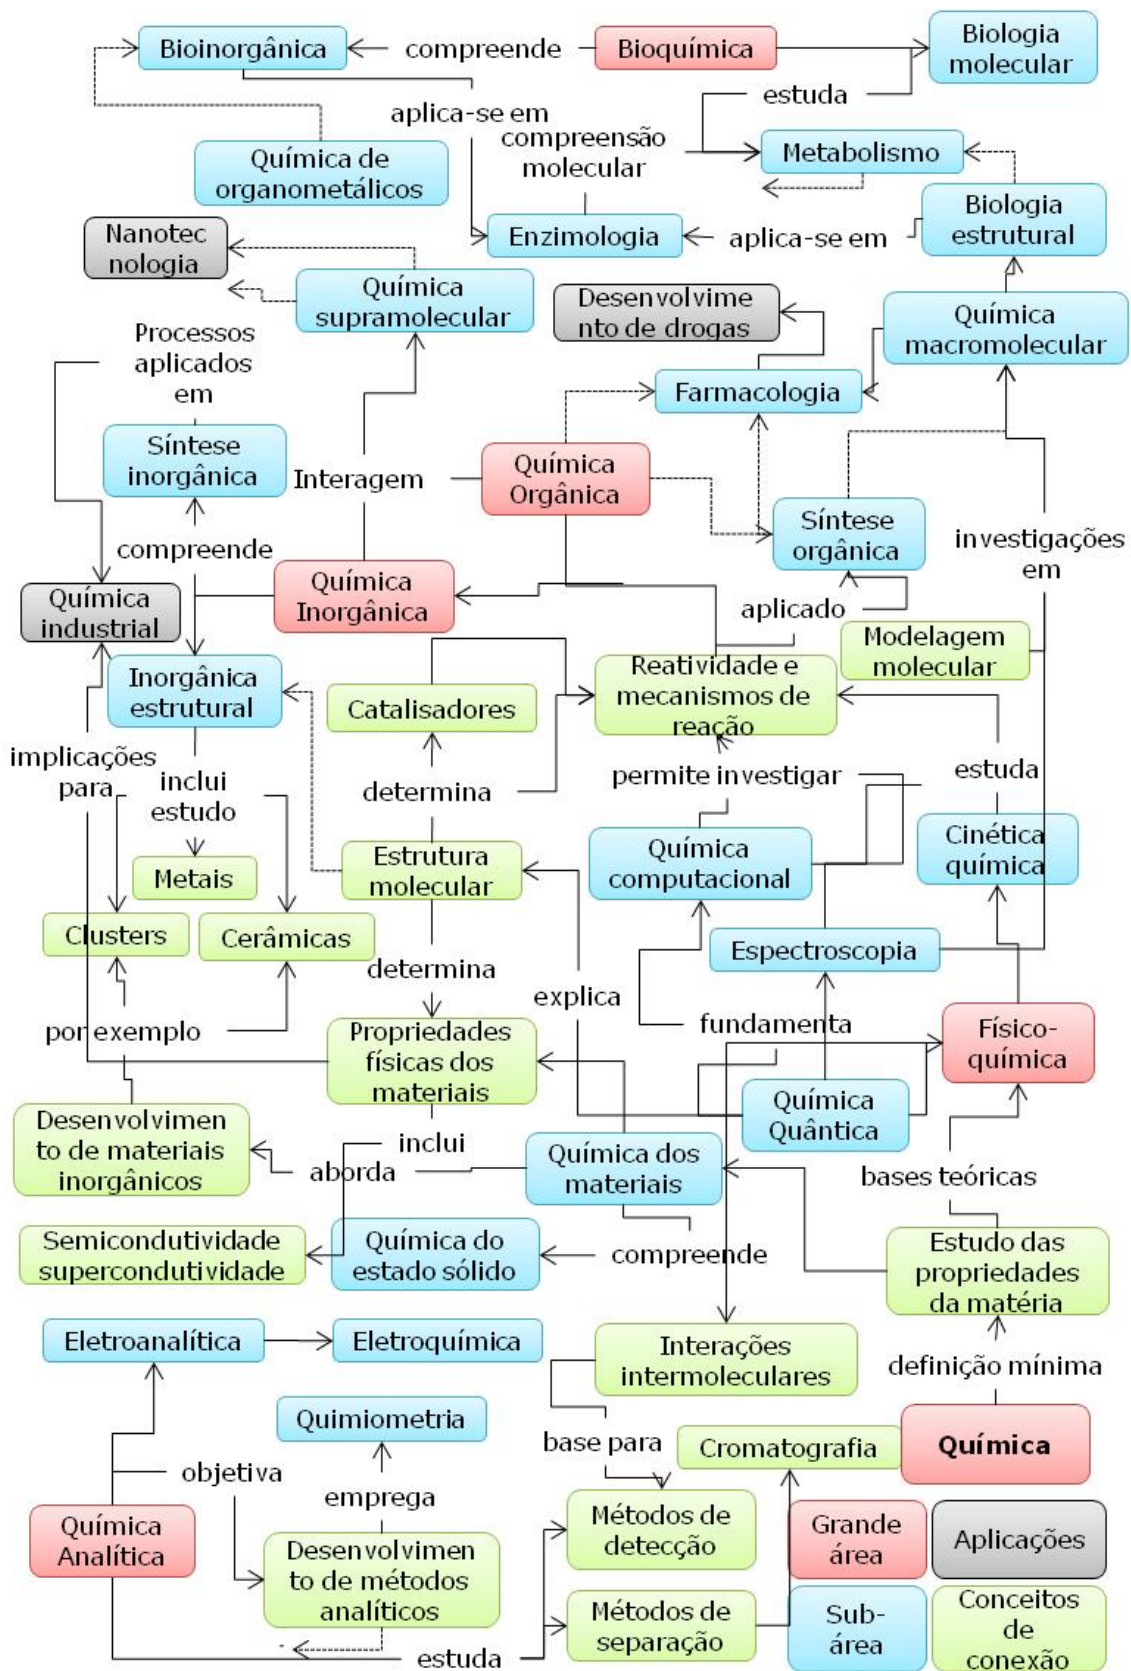 Bioinorgânica
compreende
Bioquímica
Biologia
molecular
estuda
aplica-se em
compreensão
molecular
Metabolismo
Química de
organometálicos
Biologia
estrutural
Nanotec
nologia
Enzimologia
aplica-se em
Química
supramolecular
Desenvolvime
nto de drogas
Química
macromolecular
Processos
aplicados
em
Farmacologia
Síntese
inorgânica
Interagem
Química
Orgânica
Síntese
orgânica
investigações
em
compreende
Química
industrial
Química
Inorgânica
aplicado
Modelagem
molecular
Inorgânica
estrutural
Catalisadores
Reatividade e
mecanismos de
reação
implicações
para
inclui
estudo
determina
permite investigar
estuda
Metais
Estrutura
molecular
Química
computacional
Cinética
química
Clusters
Cerâmicas
determina
Espectroscopia
explica
por exemplo
Propriedades
físicas dos
materiais
fundamenta
Físico-
química
Desenvolvimen
to de materiais
inorgânicos
inclui
aborda
Química dos
materiais
Química
Quântica
bases teóricas
Semicondutividade
supercondutividade
Química do
estado sólido
compreende
Estudo das
propriedades
da matéria
Eletroanalítica
Eletroquímica
Interações
intermoleculares
definição mínima
Quimiometria
base para
Cromatografia
Química
objetiva
emprega
Química
Analítica
Desenvolvimen
to de métodos
analíticos
Métodos de
detecção
Grande
área
Aplicações
Métodos de
separação
Sub-
área
Conceitos
de
conexão
estuda